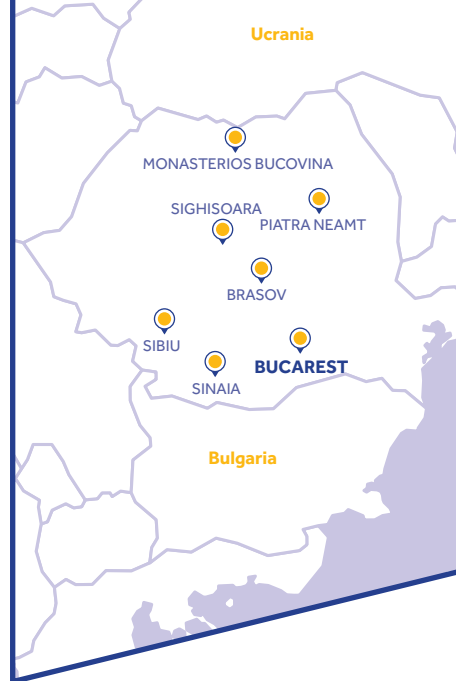 Ucrania
MONASTERIOS BUCOVINA
SIGHISOARA
PIATRA NEAMT
BRASOV
SIBIU
BUCAREST
SINAIA
Bulgaria